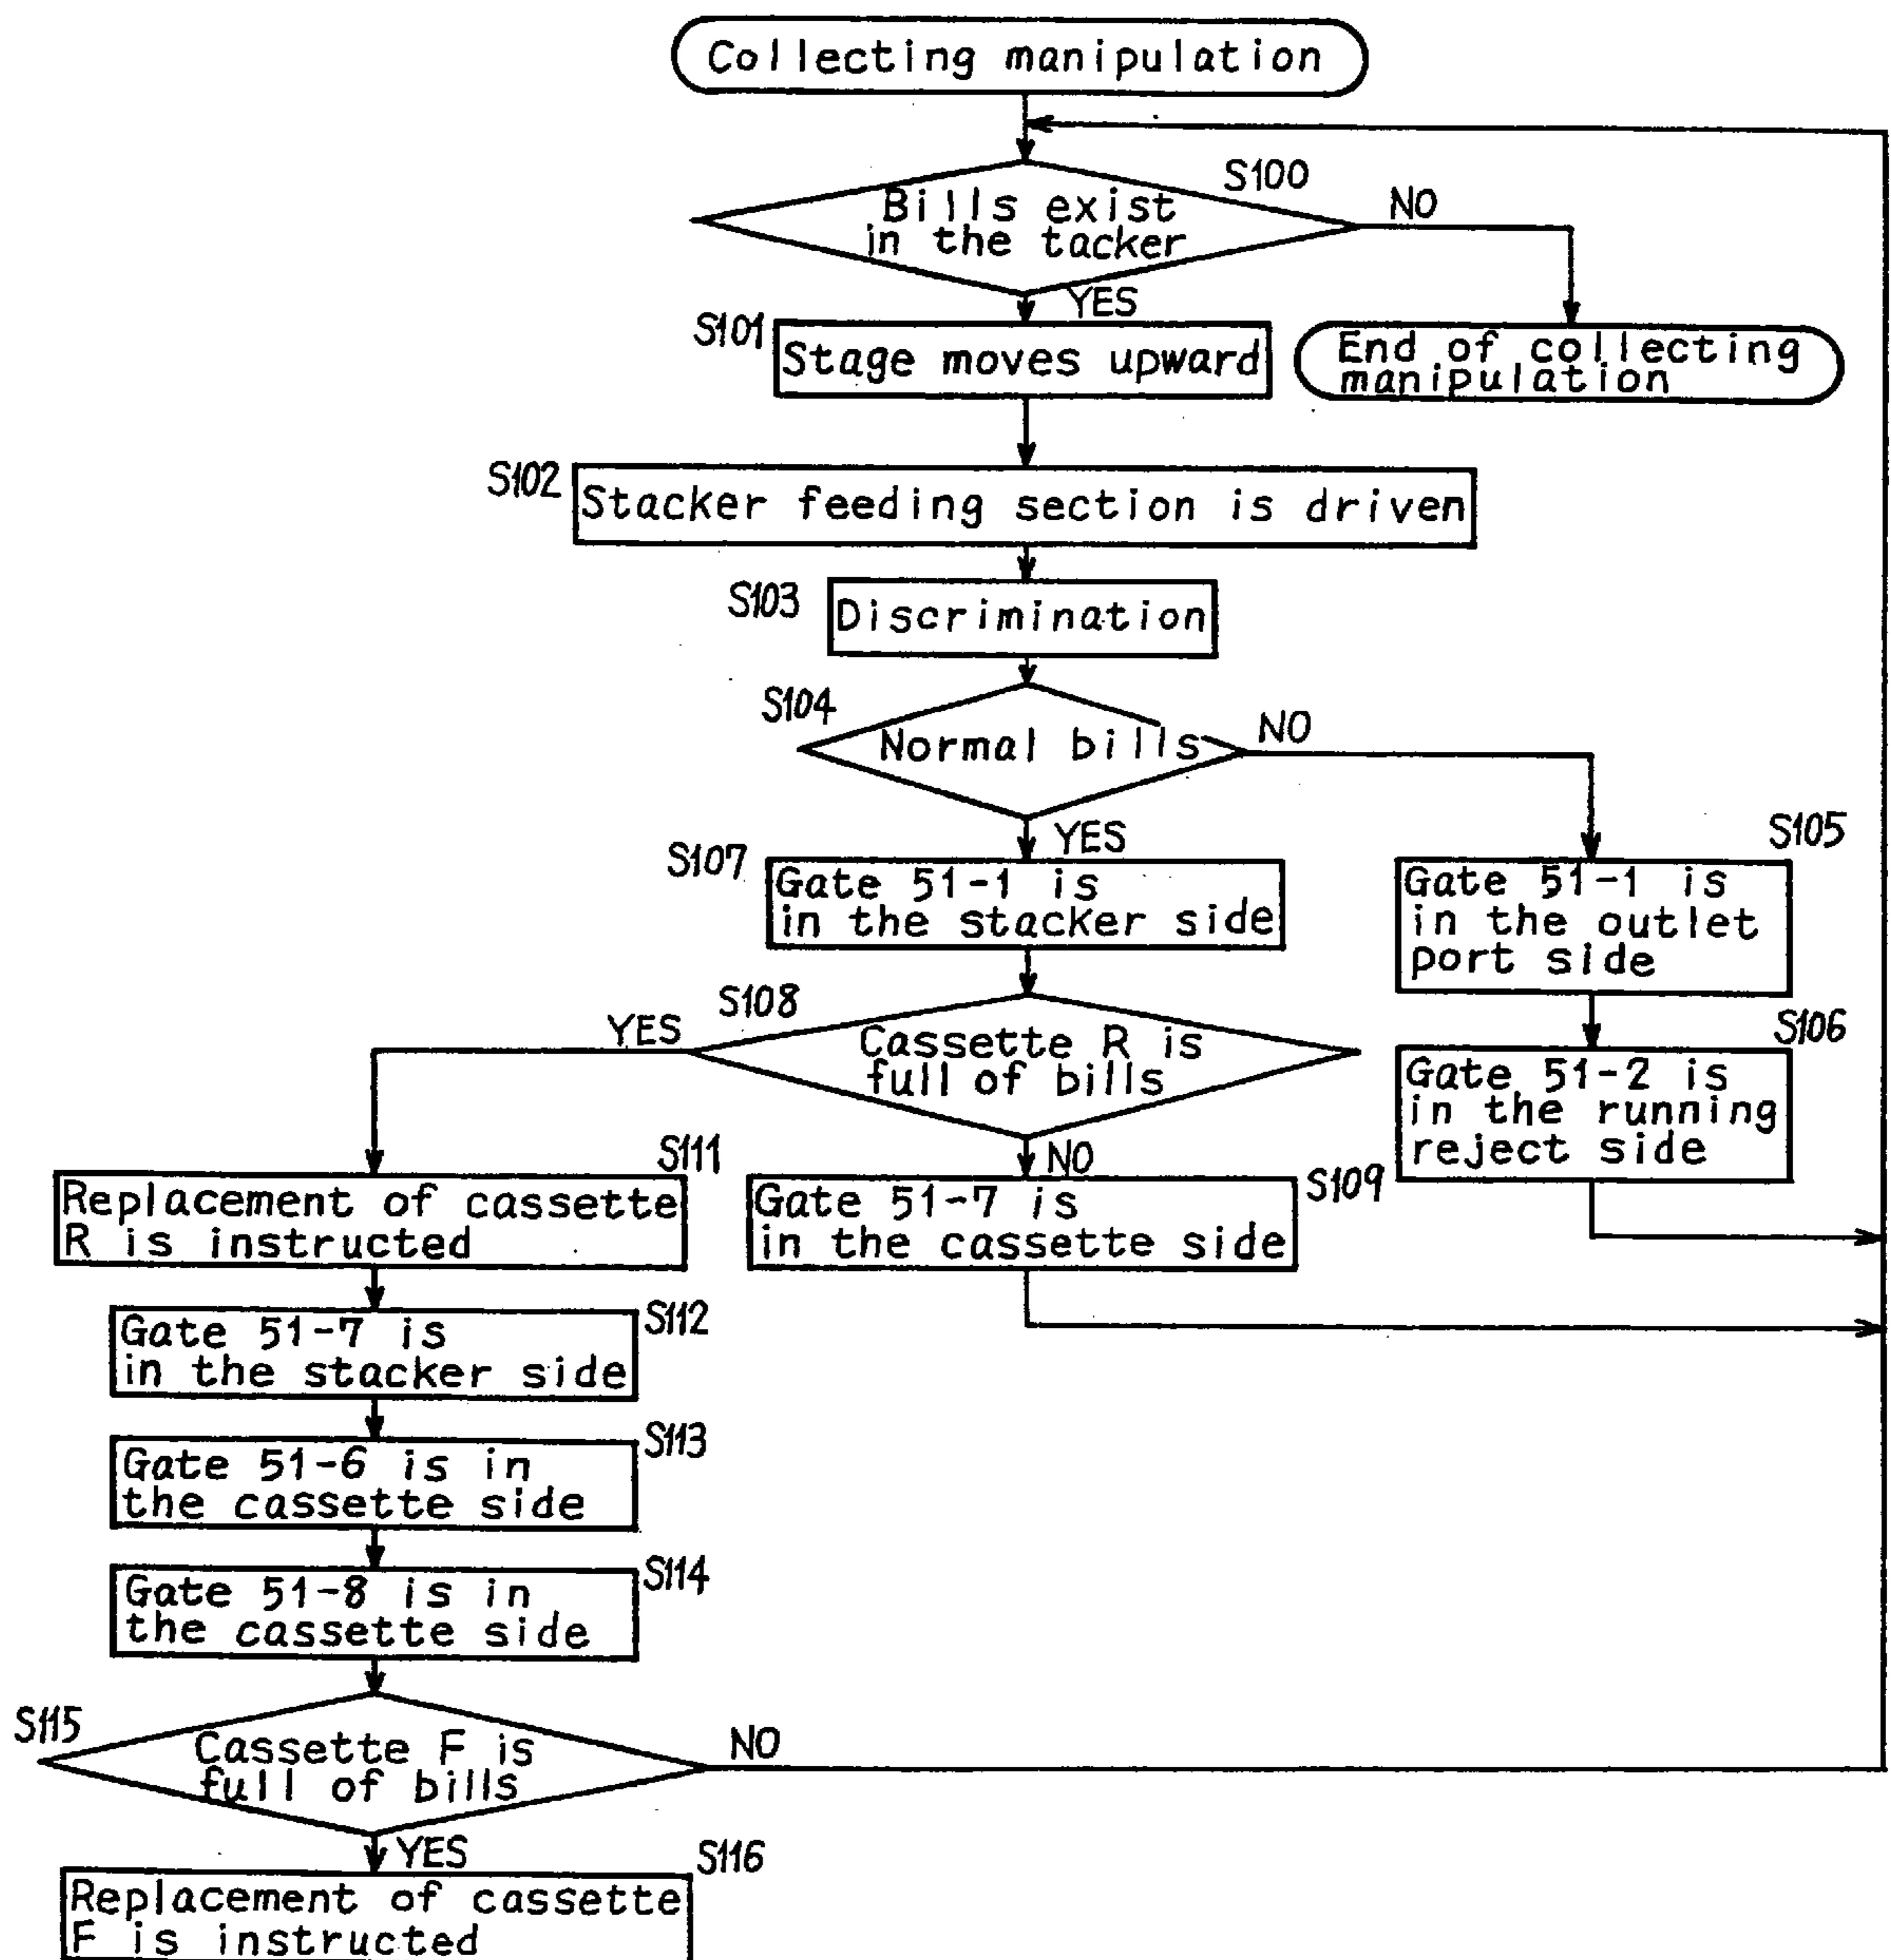 Collecting manipulation
S100
Bills exist
in the tacker
NO
YES
S101
Stage moves upward
End of collecting
manipulation
S102
Stacker feeding section is driven
S103
Discrimination
S104
Normal bills
NO
YES
S107
Gate 51-1 is
in the stacker side
S105
Gate 51-1 is
in the outlet
port side
S108
YES
Cassette R is
full of bills
NO
S106
Gate 51-2 is
in the running
reject side
S111
Replacement of cassette
R is instructed
S109
Gate 51-7 is
in the cassette side
S112
Gate 51-7 is
in the stacker side
S113
Gate 51-6 is in
the cassette side
S114
Gate 51-8 is in
the cassette side
S115
Cassette F is
full of bills
NO
YES
S116
Replacement of cassette
F is instructed